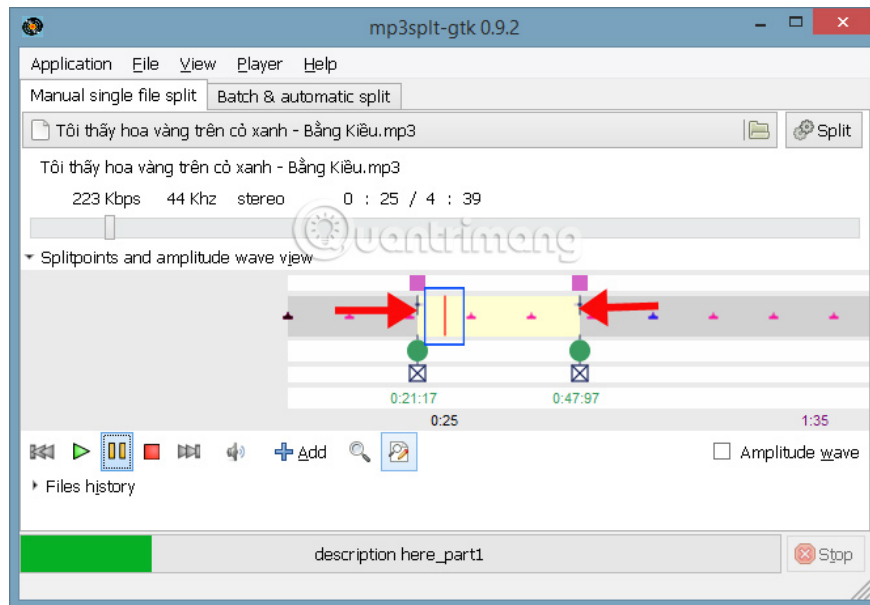 mp3splt-gtk 0.9.2
Application File View Player Help
Manual single file split Batch & automatic split
Tôi thấy hoa vàng trên cỏ xanh - Bằng Kiều.mp3 Split
Tôi thấy hoa vàng trên cỏ xanh - Bằng Kiều.mp3
223 Kbps 44 Khz stereo 0 : 25 / 4 : 39
Quantrimang
Splitpoints and amplitude wave view
0:21:17 0:47:97
0:25 1:35
Add Amplitude wave
Files history
description here_part1 Stop